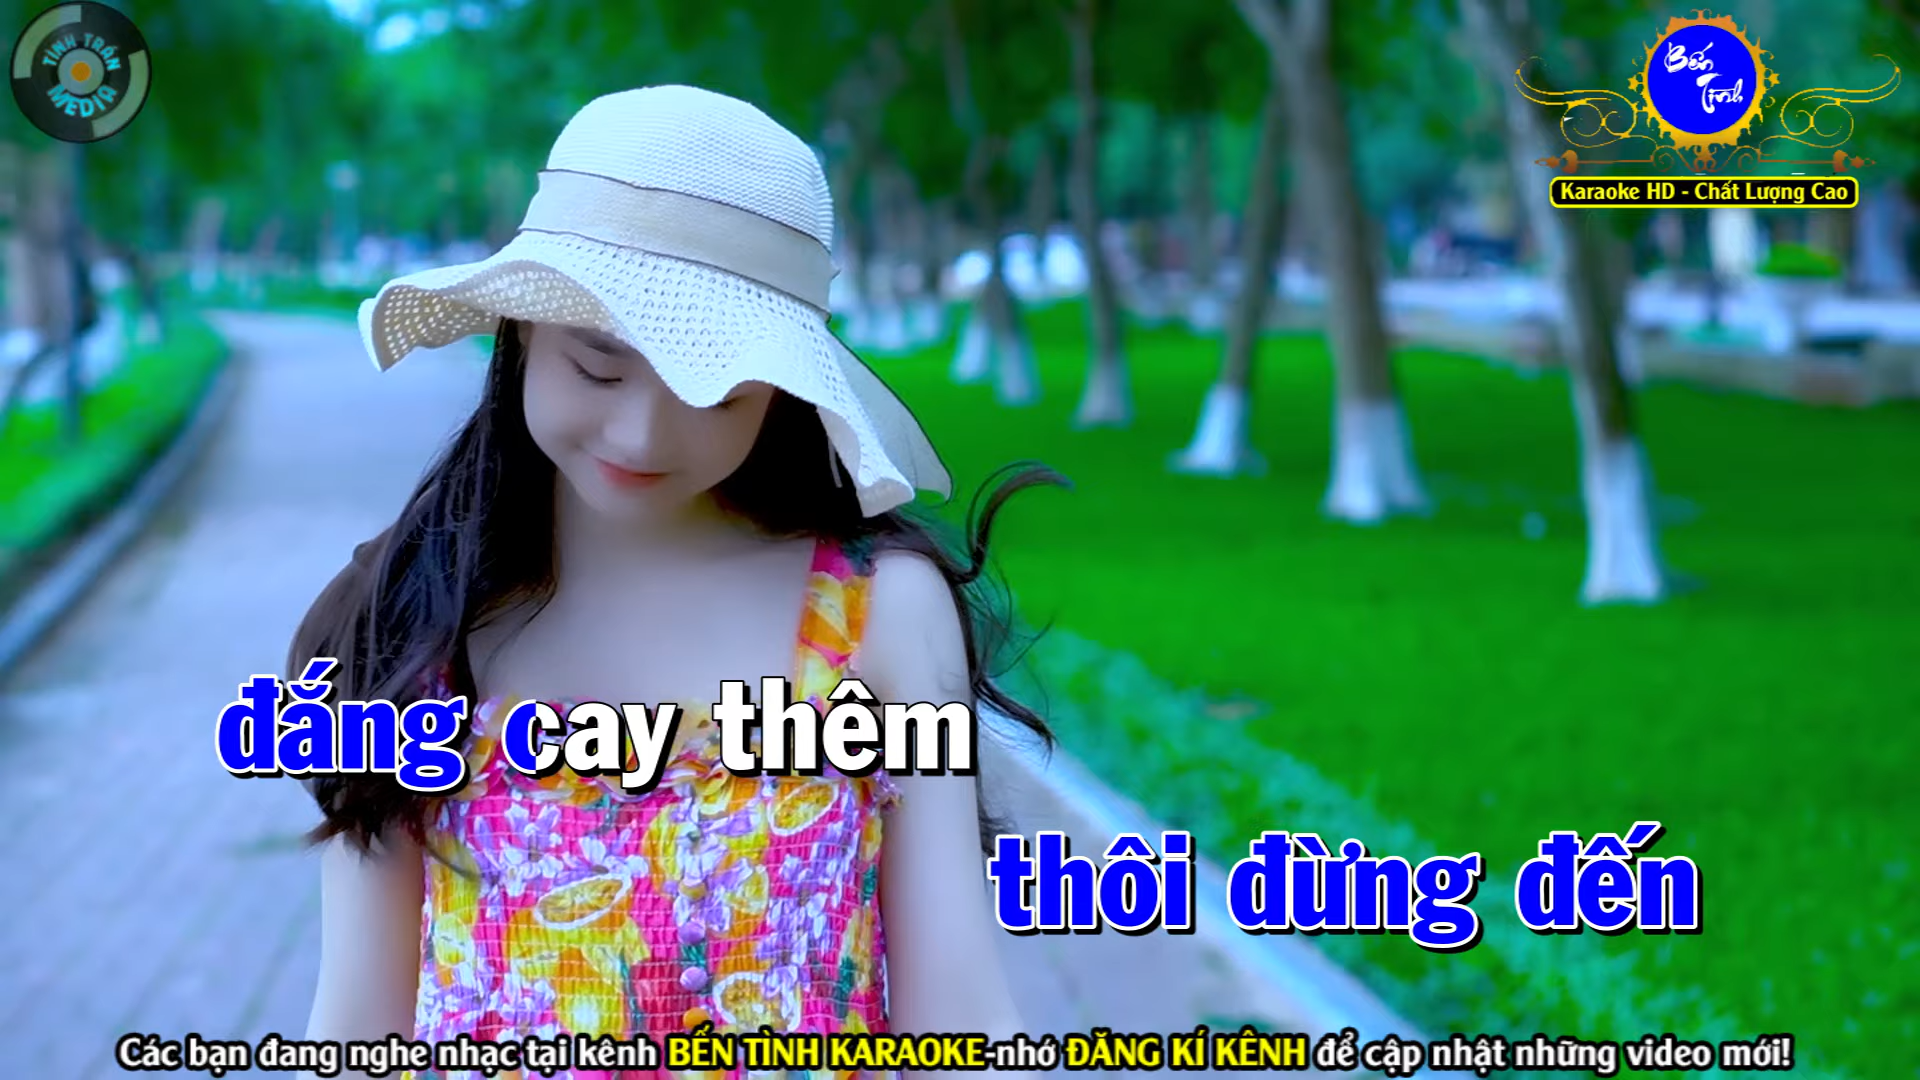 TÌNH TRẦN
MEDIA
Bến
Tình
Karaoke HD - Chất Lượng Cao
đắng cay thêm
thôi đừng đến
Các bạn đang nghe nhạc tại kênh BẾN TÌNH KARAOKE-nhớ ĐĂNG KÍ KÊNH để cập nhật những video mới!